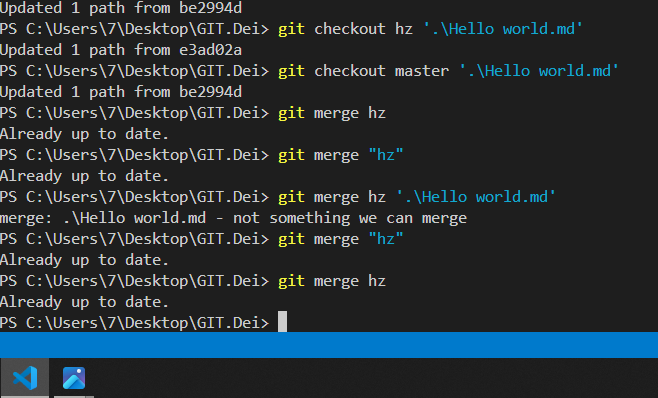 Updated 1 path from be2994d
PS C:\Users\7\Desktop\GIT.Dei> git checkout hz '.\Hello world.md'
Updated 1 path from e3ad02a
PS C:\Users\7\Desktop\GIT.Dei> git checkout master '.\Hello world.md'
Updated 1 path from be2994d
PS C:\Users\7\Desktop\GIT.Dei> git merge hz
Already up to date.
PS C:\Users\7\Desktop\GIT.Dei> git merge "hz"
Already up to date.
PS C:\Users\7\Desktop\GIT.Dei> git merge hz '.\Hello world.md'
merge: .\Hello world.md - not something we can merge
PS C:\Users\7\Desktop\GIT.Dei> git merge "hz"
Already up to date.
PS C:\Users\7\Desktop\GIT.Dei> git merge hz
Already up to date.
PS C:\Users\7\Desktop\GIT.Dei>